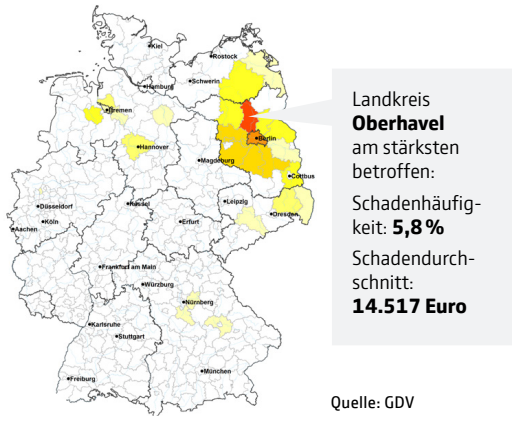 Kiel
Rostock
Hamburg
Schwerin
Bremen
Berlin
Hannover
Magdeburg
Cottbus
Düsseldorf
Köln
Aachen
Kassel
Leipzig
Erfurt
Dresden
Frankfurt am Main
Würzburg
Nürnberg
Karlsruhe
Stuttgart
München
Freiburg
Landkreis
Oberhavel
am stärksten
betroffen:
Schadenhäufig-
keit: 5,8 %
Schadendurch-
schnitt:
14.517 Euro
Quelle: GDV